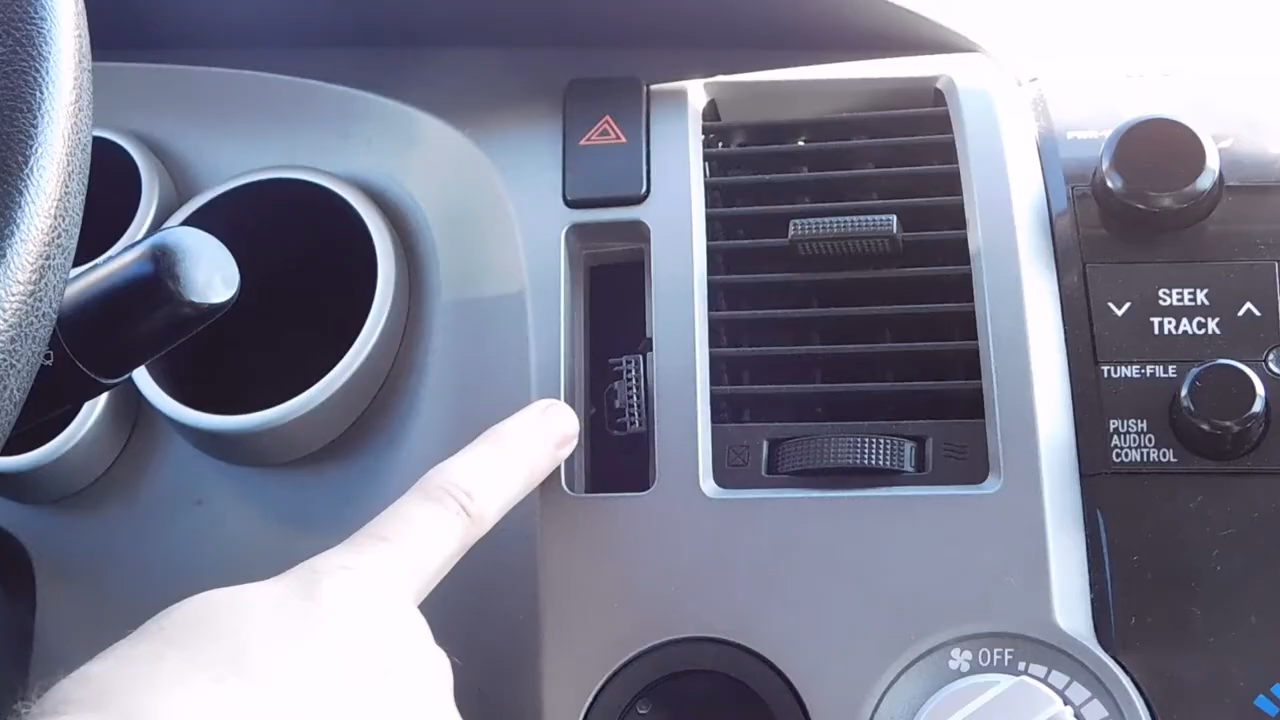 SEEK
TRACK
TUNE•FILE
PUSH
AUDIO
CONTROL
OFF